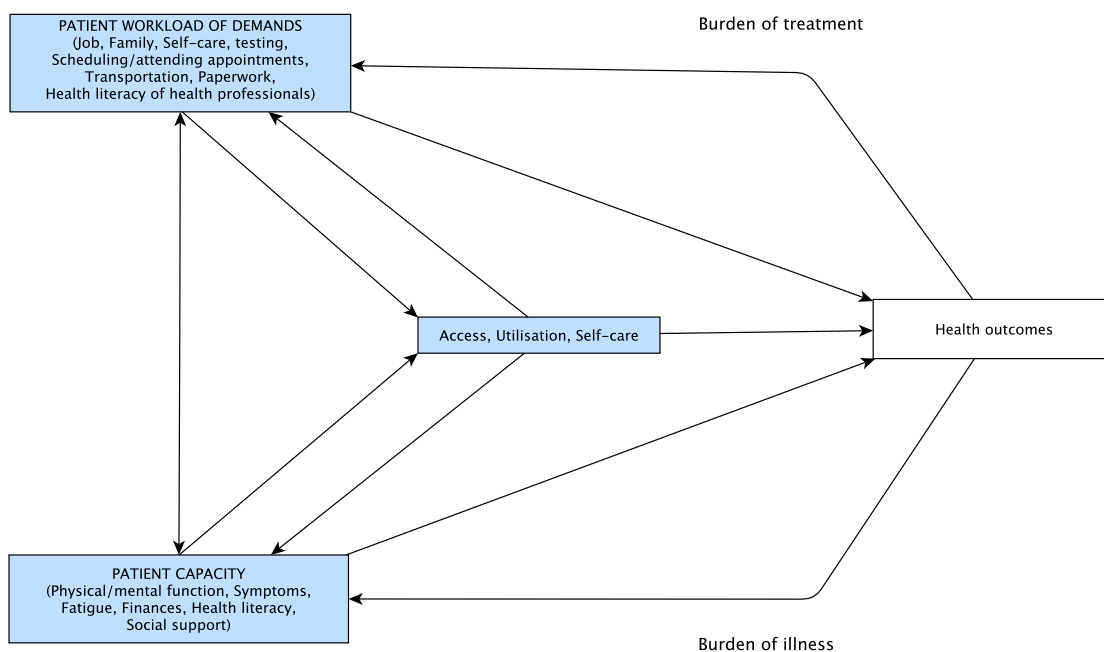 PATIENT WORKLOAD OF DEMANDS
(Job, Family, Self-care, testing,
Scheduling/attending appointments,
Transportation, Paperwork,
Health literacy of health professionals)
Burden of treatment
Access, Utilisation, Self-care
Health outcomes
PATIENT CAPACITY
(Physical/mental function, Symptoms,
Fatigue, Finances, Health literacy,
Social support)
Burden of illness